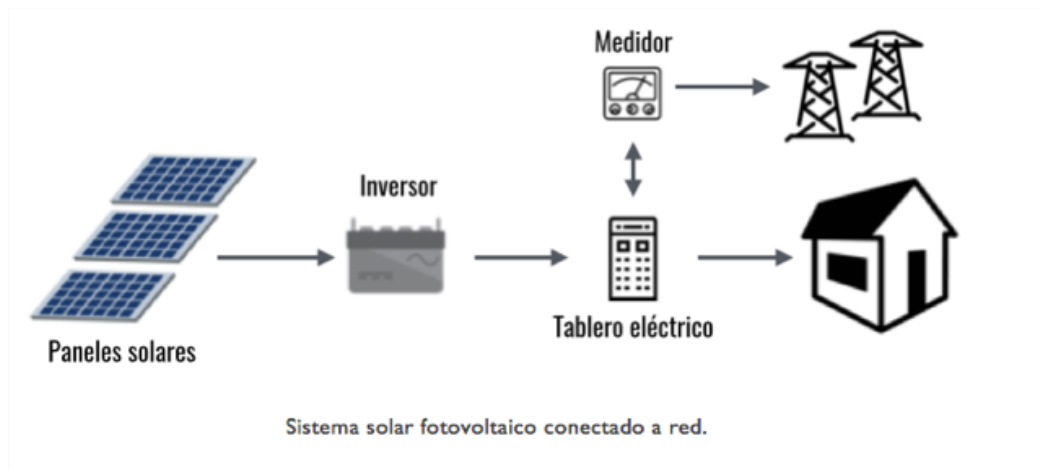 Medidor
Inversor
Paneles solares
Tablero eléctrico
Sistema solar fotovoltaico conectado a red.